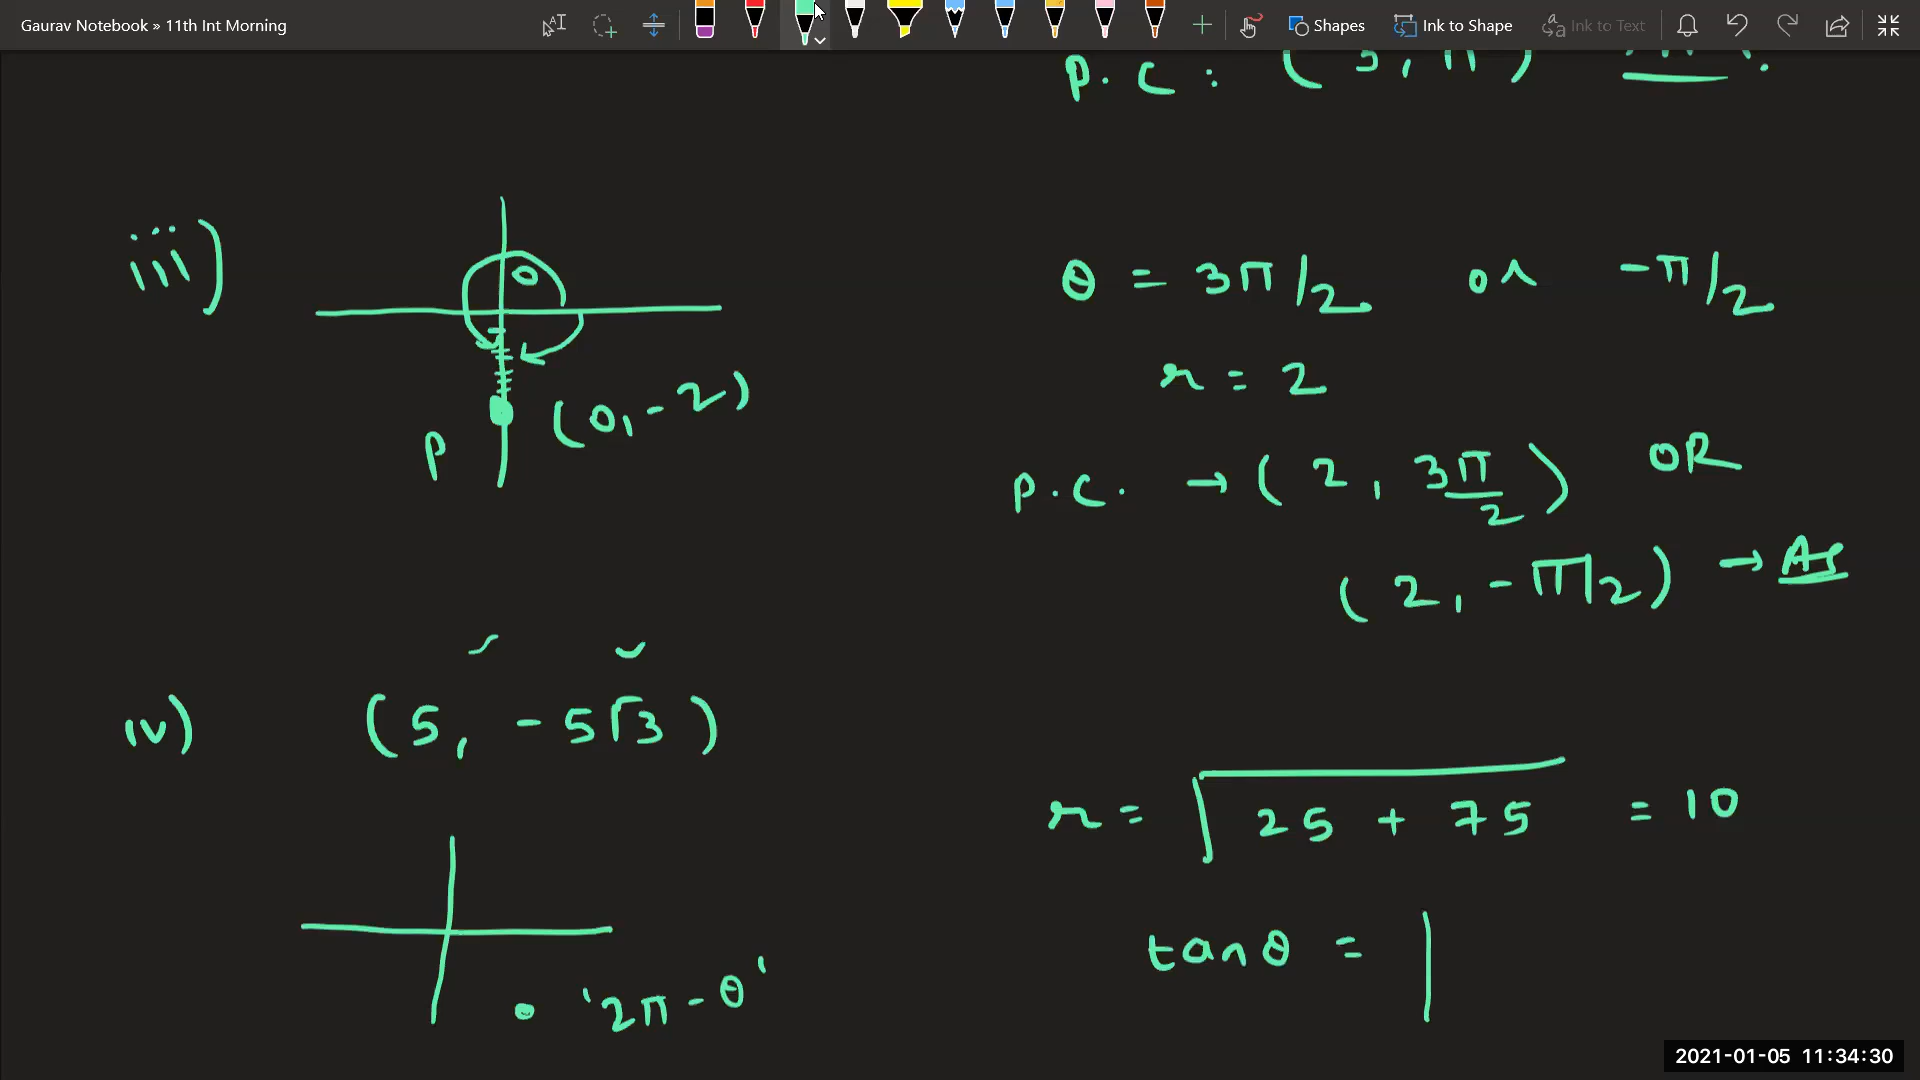 Gaurav Notebook » 11th Int Morning
Shapes
Ink to Shape
Ink to Text
P.C : (3, π)
iii)
θ
θ = 3π/2 or -π/2
r = 2
(0, -2)
P
P.C. → (2, 3π/2) OR
(2, -π/2) → As
iv) (5, -5√3)
r = √25 + 75 = 10
tanθ = |
'2π - θ'
2021-01-05 11:34:30